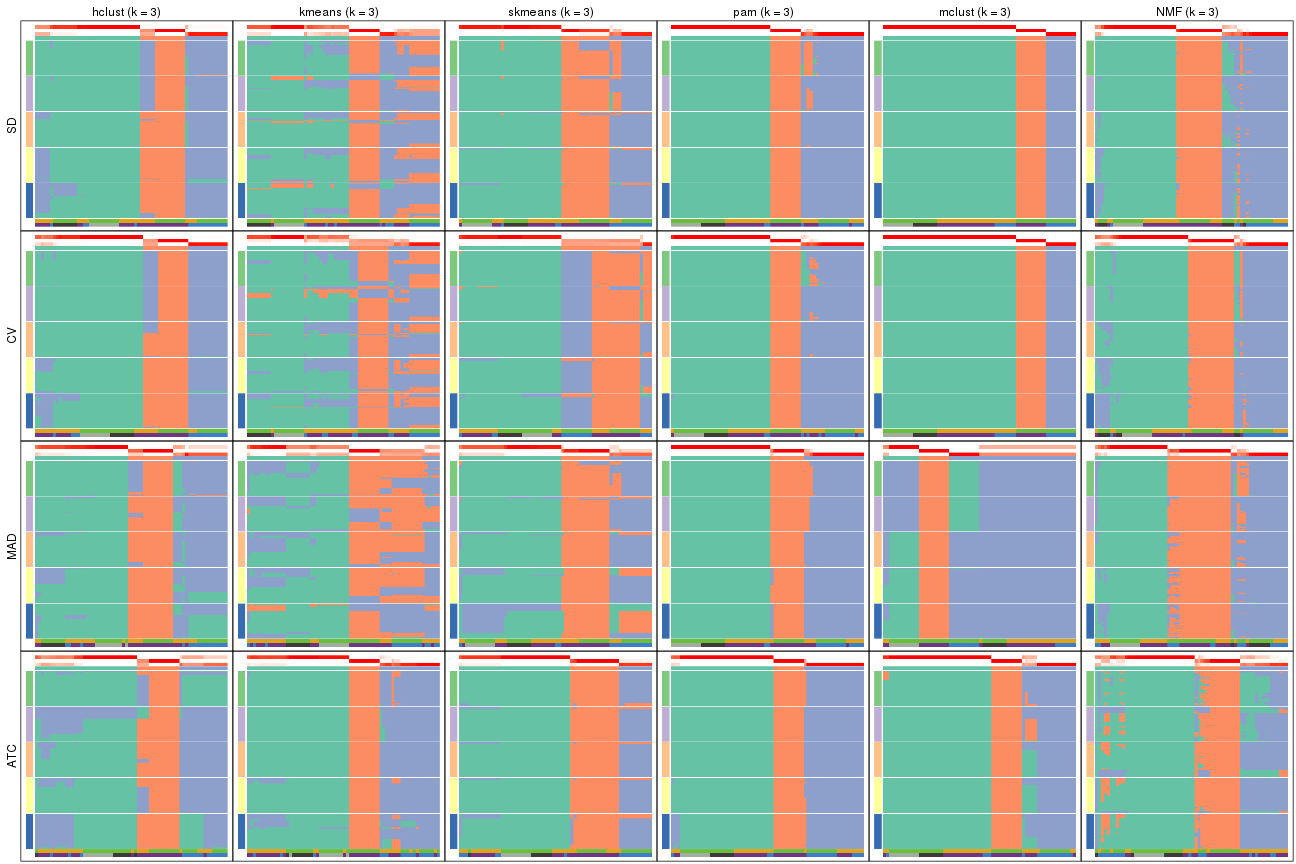 hclust (k = 3) kmeans (k = 3) skmeans (k = 3) pam (k = 3) mclust (k = 3) NMF (k = 3)
SD
CV
MAD
ATC